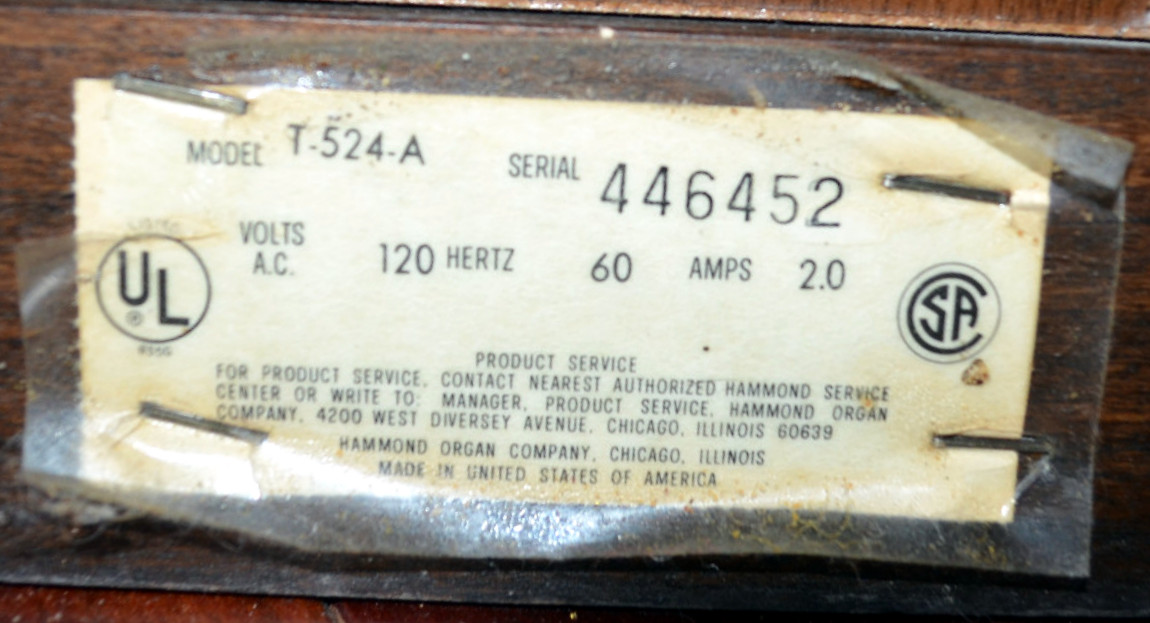 MODEL T-524-A SERIAL 446452
LISTED
VOLTS
A.C. 120 HERTZ 60 AMPS 2.0
UL
®
SA
PRODUCT SERVICE
FOR PRODUCT SERVICE, CONTACT NEAREST AUTHORIZED HAMMOND SERVICE
CENTER OR WRITE TO: MANAGER, PRODUCT SERVICE, HAMMOND ORGAN
COMPANY, 4200 WEST DIVERSEY AVENUE, CHICAGO, ILLINOIS 60639
HAMMOND ORGAN COMPANY, CHICAGO, ILLINOIS
MADE IN UNITED STATES OF AMERICA